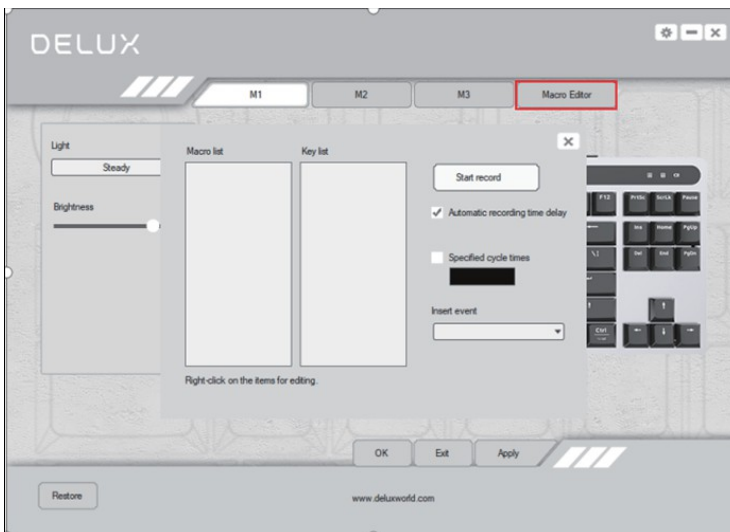 DELUX
M1
M2
M3
Macro Editor
Light
Steady
Brightness
Macro list
Key list
Start record
Automatic recording time delay
Specified cycle times
Insert event
Right-click on the items for editing.
F12
PrtSc
ScrLK
Pause
Ins
Home
PgUp
Del
End
PgDn
Ctrl
OK
Exit
Apply
Restore
www.deluxworld.com